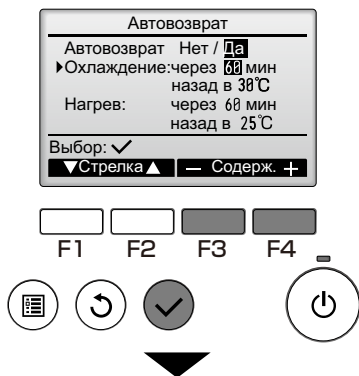 Автовозврат
Автовозврат Нет / Да
▶Охлаждение:через 60 мин
назад в 30℃
Нагрев: через 60 мин
назад в 25℃
Выбор: ✓
▼Стрелка▲ — Содерж. +
F1 F2 F3 F4